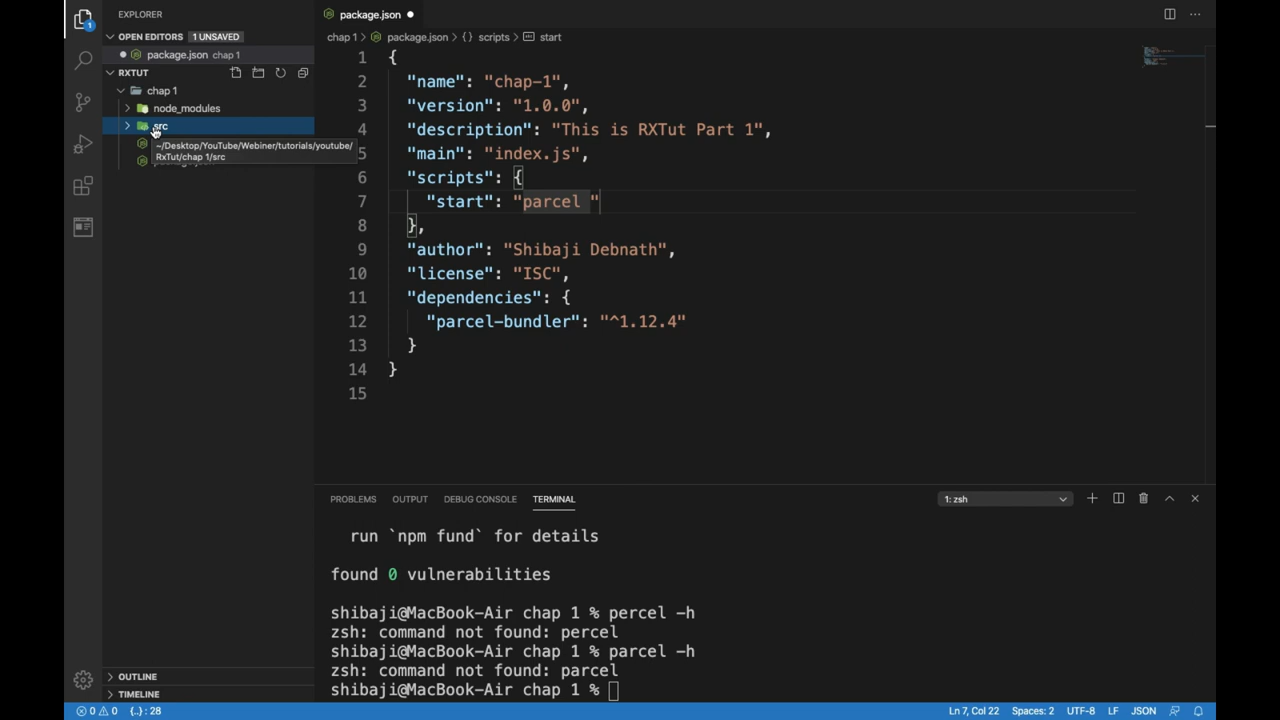 EXPLORER
OPEN EDITORS 1 UNSAVED
package.json chap 1
RXTUT
chap 1
node_modules
src
~/Desktop/YouTube/Webiner/tutorials/youtube/
RxTut/chap 1/src
package.json
chap 1 > package.json > {} scripts > start
1 {
2 "name": "chap-1",
3 "version": "1.0.0",
4 "description": "This is RXTut Part 1",
5 "main": "index.js",
6 "scripts": {
7 "start": "parcel "
8 },
9 "author": "Shibaji Debnath",
10 "license": "ISC",
11 "dependencies": {
12 "parcel-bundler": "^1.12.4"
13 }
14 }
15
PROBLEMS OUTPUT DEBUG CONSOLE TERMINAL 1: zsh
run `npm fund` for details
found 0 vulnerabilities
shibaji@MacBook-Air chap 1 % percel -h
zsh: command not found: percel
shibaji@MacBook-Air chap 1 % parcel -h
zsh: command not found: parcel
shibaji@MacBook-Air chap 1 %
OUTLINE
TIMELINE
1
0 0 {..} : 28
Ln 7, Col 22 Spaces: 2 UTF-8 LF JSON